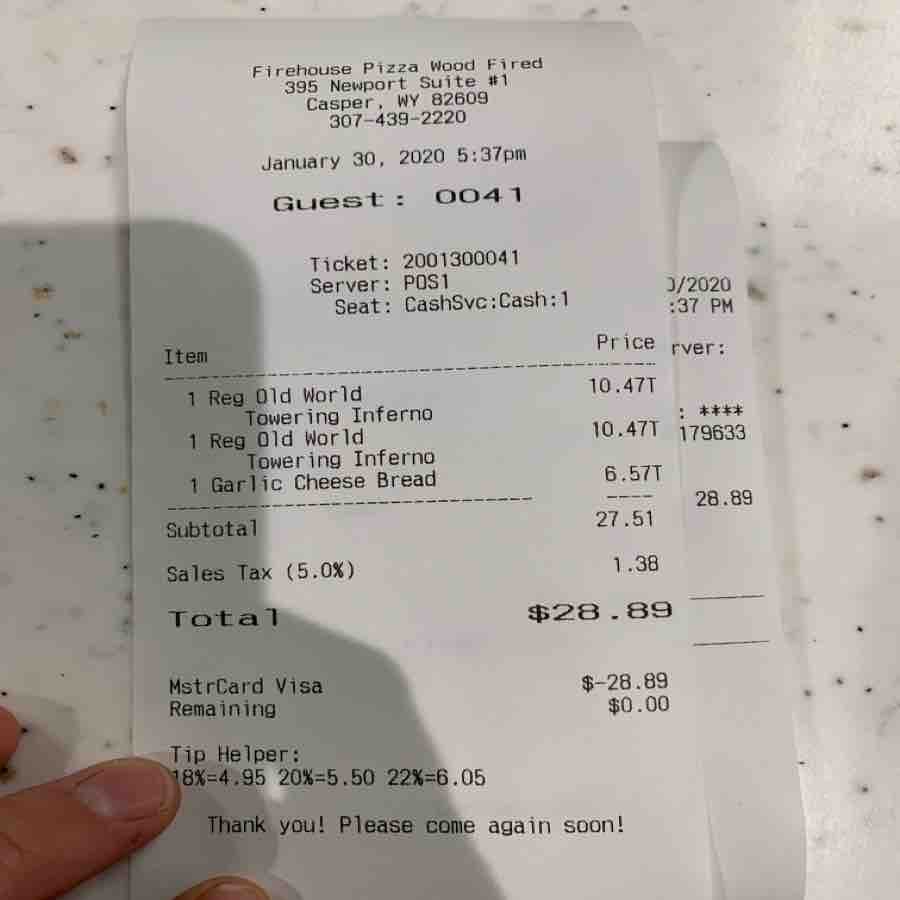 Firehouse Pizza Wood Fired
395 Newport Suite #1
Casper, WY 82609
307-439-2220
January 30, 2020 5:37pm
Guest: 0041
Ticket: 2001300041
Server: POS1
Seat: CashSvc:Cash:1
Item Price
1 Reg Old World 10.47T
Towering Inferno
1 Reg Old World 10.47T
Towering Inferno
1 Garlic Cheese Bread 6.57T
Subtotal 27.51
Sales Tax (5.0%) 1.38
Total $28.89
MstrCard Visa $-28.89
Remaining $0.00
Tip Helper:
18%=4.95 20%=5.50 22%=6.05
Thank you! Please come again soon!
/2020
:37 PM
rver:
: ****
179633
28.89